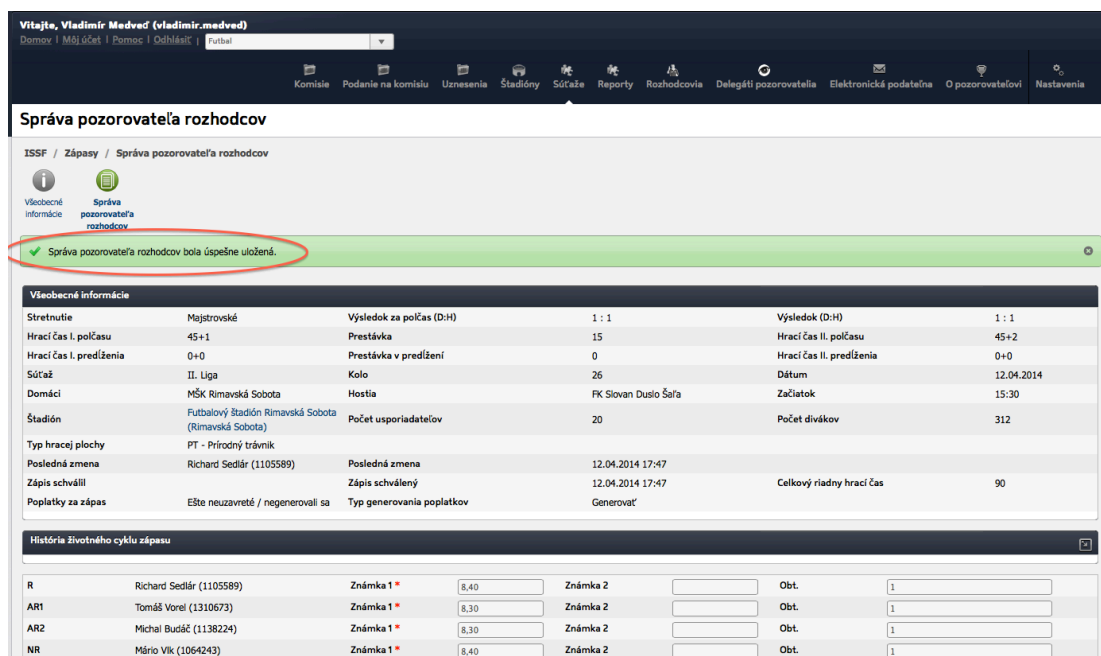 Vitajte, Vladimír Medveď (vladimir.medved)
Domov | Môj účet | Pomoc | Odhlásiť | Futbal
Komisie Podanie na komisiu Uznesenia Štadióny Súťaže Reporty Rozhodcovia Delegáti pozorovatelia Elektronická podateľna O pozorovateľovi Nastavenia
Správa pozorovateľa rozhodcov
ISSF / Zápasy / Správa pozorovateľa rozhodcov
Všeobecné informácie
Správa pozorovateľa rozhodcov
Správa pozorovateľa rozhodcov bola úspešne uložená.
Všeobecné informácie
Stretnutie Majstrovské Výsledok za polčas (D:H) 1 : 1 Výsledok (D:H) 1 : 1
Hrací čas I. polčasu 45+1 Prestávka 15 Hrací čas II. polčasu 45+2
Hrací čas I. predĺženia 0+0 Prestávka v predĺžení 0 Hrací čas II. predĺženia 0+0
Súťaž II. Liga Kolo 26 Dátum 12.04.2014
Domáci MŠK Rimavská Sobota Hostia FK Slovan Duslo Šaľa Začiatok 15:30
Štadión Futbalový štadión Rimavská Sobota (Rimavská Sobota) Počet usporiadateľov 20 Počet divákov 312
Typ hracej plochy PT - Prírodný trávnik
Posledná zmena Richard Sedlár (1105589) Posledná zmena 12.04.2014 17:47
Zápis schválil Zápis schválený 12.04.2014 17:47 Celkový riadny hrací čas 90
Poplatky za zápas Ešte neuzavreté / negenerovali sa Typ generovania poplatkov Generovať
História životného cyklu zápasu
R Richard Sedlár (1105589) Známka 1 * 8,40 Známka 2 Obt. 1
AR1 Tomáš Vorel (1310673) Známka 1 * 8,30 Známka 2 Obt. 1
AR2 Michal Budáč (1138224) Známka 1 * 8,30 Známka 2 Obt. 1
NR Mário Vlk (1064243) Známka 1 * 8,40 Známka 2 Obt. 1